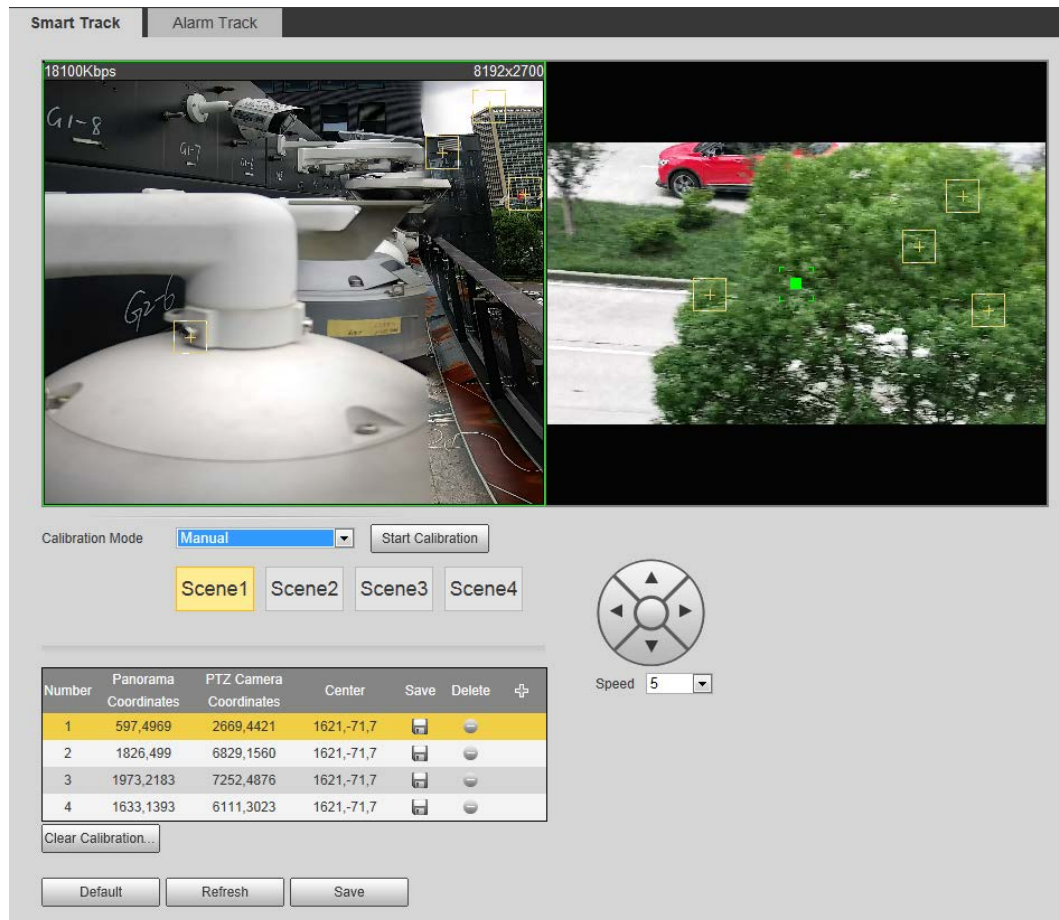 Smart Track
Alarm Track
18100Kbps
8192x2700
G1-8
G1-7
G2-6
Calibration Mode
Manual
Start Calibration
Scene1
Scene2
Scene3
Scene4
Speed
5
Number Panorama Coordinates PTZ Camera Coordinates Center Save Delete
1 597,4969 2669,4421 1621,-71,7
2 1826,499 6829,1560 1621,-71,7
3 1973,2183 7252,4876 1621,-71,7
4 1633,1393 6111,3023 1621,-71,7
Clear Calibration...
Default
Refresh
Save